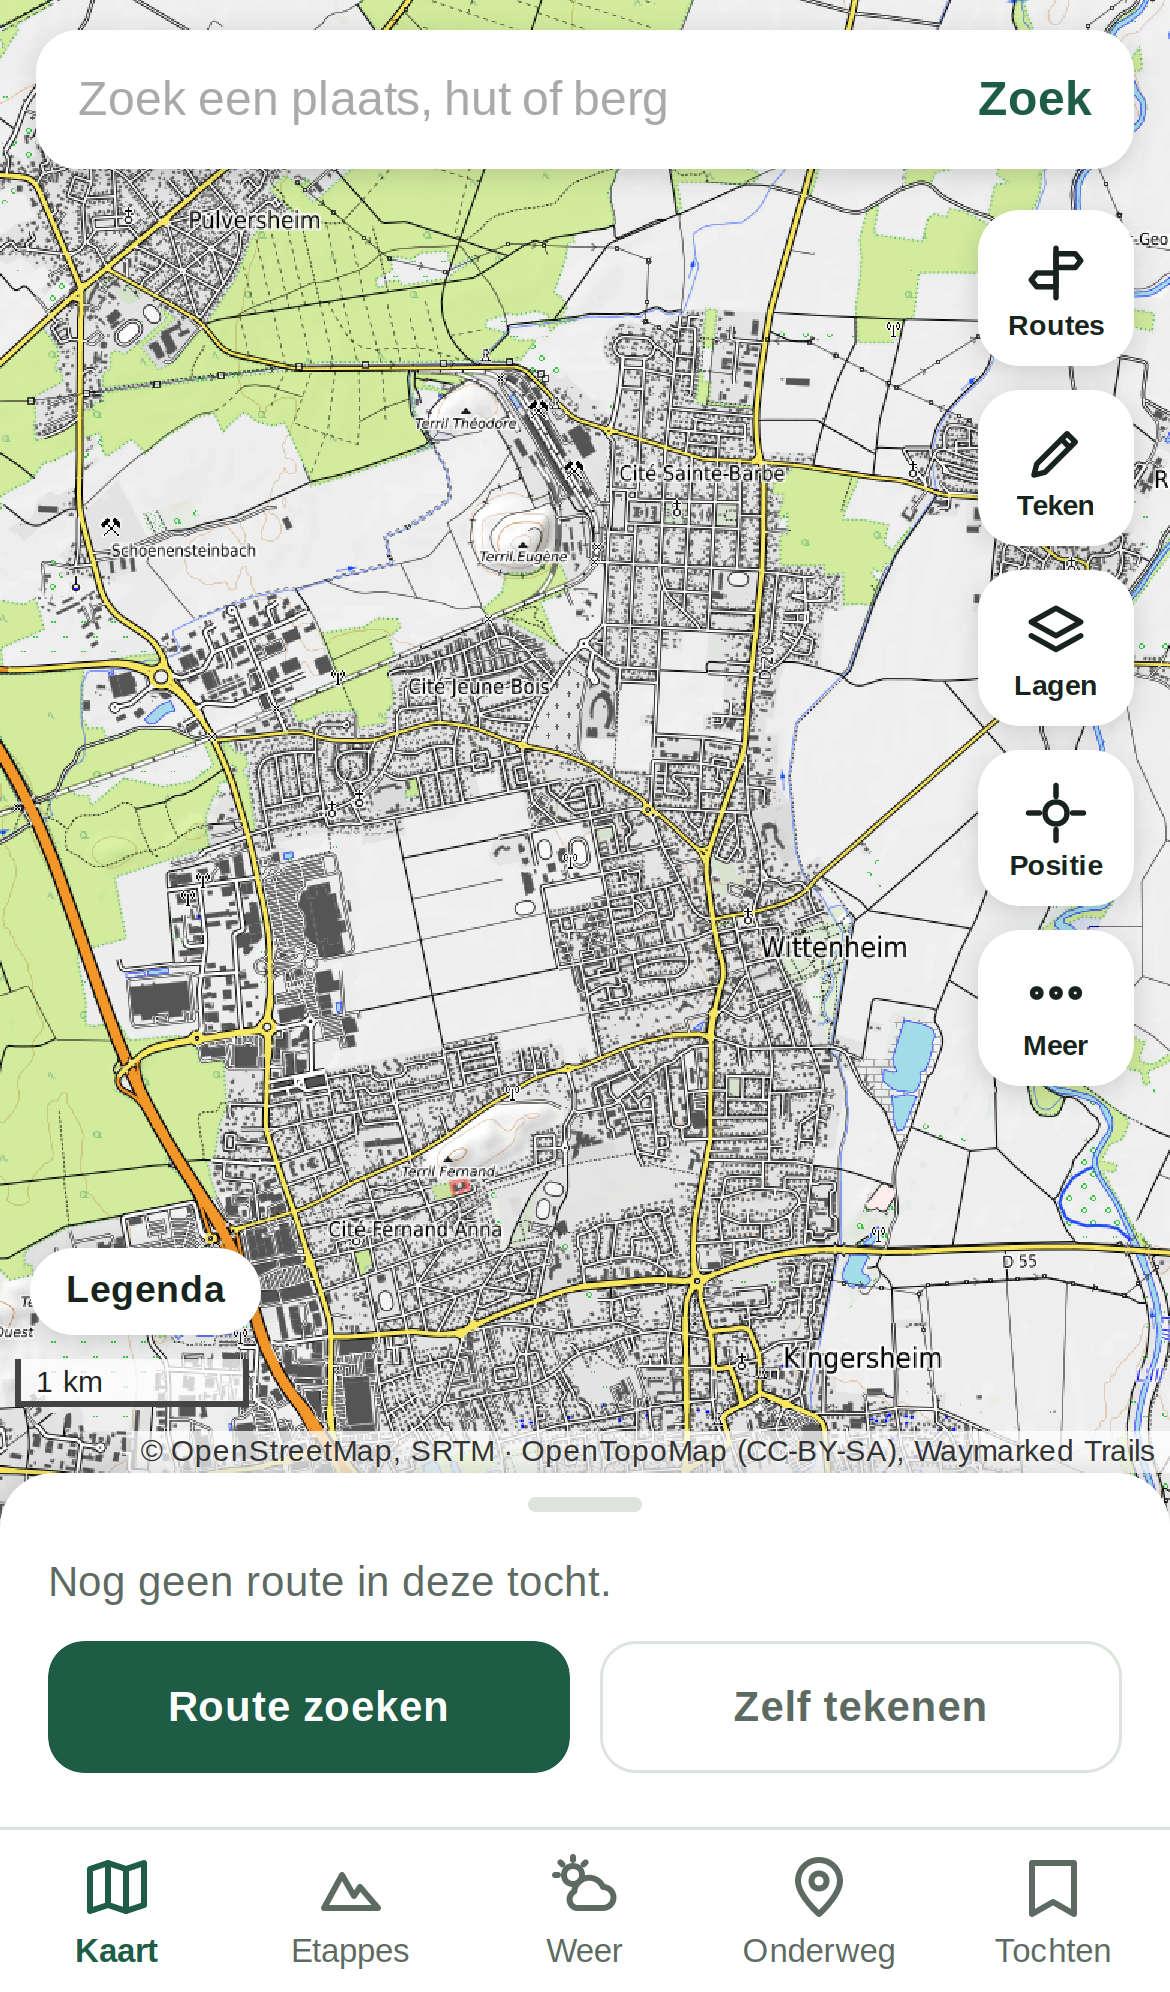 Zoek een plaats, hut of berg
Zoek
Pulversheim
Routes
Terril Théodore
Cité Sainte-Barbe
Teken
Schoenensteinbach
Terril Eugène
Cité Jeune-Bois
Lagen
Positie
Wittenheim
Meer
Terril Fernand
Cité Fernand Anna
D 55
Legenda
Kingersheim
1 km
© OpenStreetMap, SRTM · OpenTopoMap (CC-BY-SA), Waymarked Trails
Nog geen route in deze tocht.
Route zoeken
Zelf tekenen
Kaart
Etappes
Weer
Onderweg
Tochten